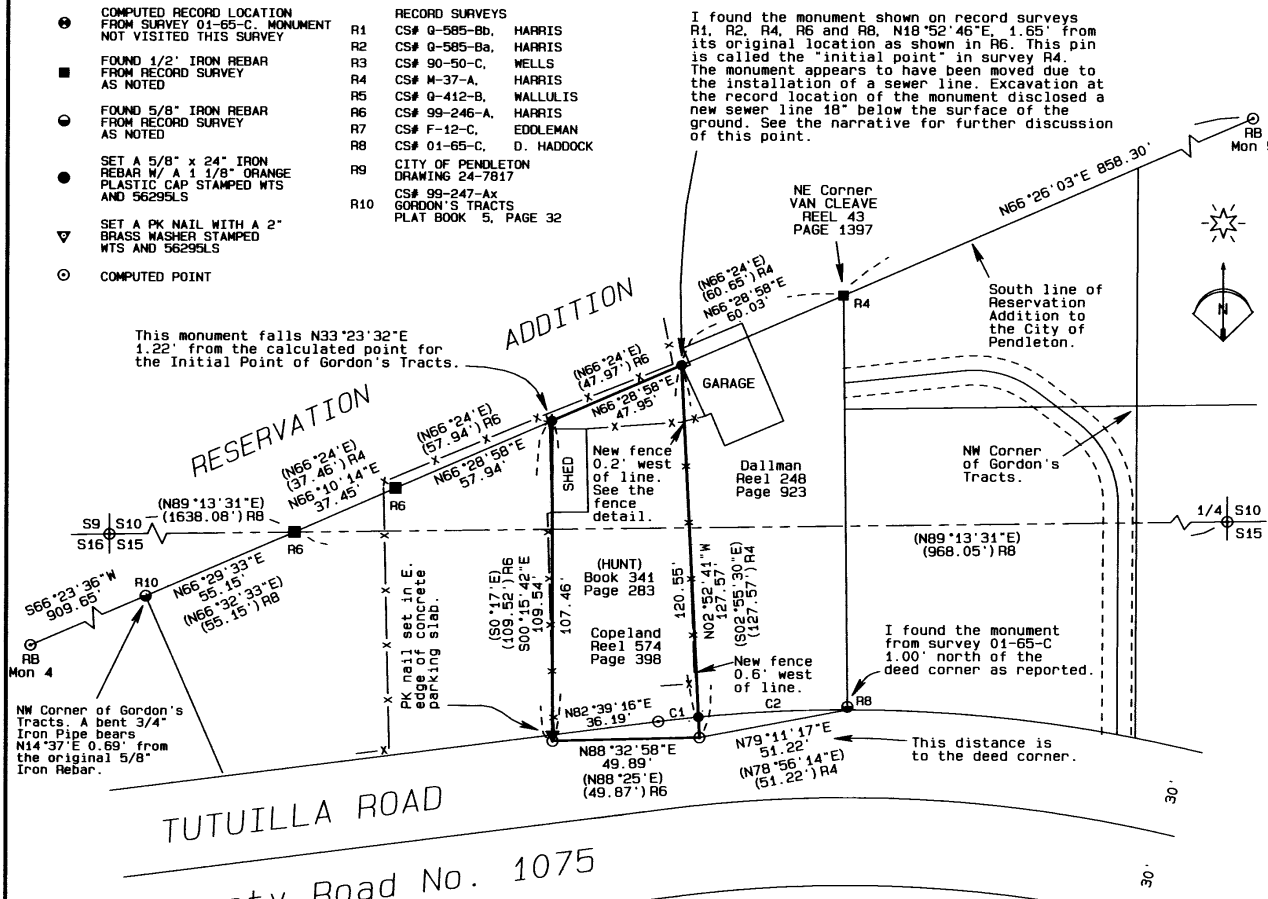 COMPUTED RECORD LOCATION
FROM SURVEY 01-65-C. MONUMENT
NOT VISITED THIS SURVEY
FOUND 1/2' IRON REBAR
FROM RECORD SURVEY
AS NOTED
FOUND 5/8" IRON REBAR
FROM RECORD SURVEY
AS NOTED
SET A 5/8" x 24" IRON
REBAR W/ A 1 1/8" ORANGE
PLASTIC CAP STAMPED WTS
AND 56295LS
SET A PK NAIL WITH A 2"
BRASS WASHER STAMPED
WTS AND 56295LS
COMPUTED POINT
RECORD SURVEYS
R1 CS# Q-585-Bb, HARRIS
R2 CS# Q-585-Ba, HARRIS
R3 CS# 90-50-C, WELLS
R4 CS# M-37-A, HARRIS
R5 CS# Q-412-B, WALLULIS
R6 CS# 99-246-A, HARRIS
R7 CS# F-12-C, EDDLEMAN
R8 CS# 01-65-C, D. HADDOCK
R9 CITY OF PENDLETON
DRAWING 24-7817
CS# 99-247-Ax
R10 GORDON'S TRACTS
PLAT BOOK 5, PAGE 32
I found the monument shown on record surveys
R1, R2, R4, R6 and R8, N18°52'46"E, 1.65' from
its original location as shown in R6. This pin
is called the "initial point" in survey R4.
The monument appears to have been moved due to
the installation of a sewer line. Excavation at
the record location of the monument disclosed a
new sewer line 18" below the surface of the
ground. See the narrative for further discussion
of this point.
RB
Mon
N66°26'03"E 858.30'
NE Corner
VAN CLEAVE
REEL 43
PAGE 1397
R4
South line of
Reservation
Addition to
the City of
Pendleton.
N
(N66°24'E)
(60.65')R4
N66°28'58"E
60.03'
RESERVATION ADDITION
This monument falls N33°23'32"E
1.22' from the calculated point for
the Initial Point of Gordon's Tracts.
(N66°24'E)
(47.97')R6
N66°28'58"E
47.95'
GARAGE
(N66°24'E)
(57.94')R6
N66°28'58"E
57.94'
(N66°24'E)
(37.46')R4
N66°10'14"E
37.45'
R6
R6
SHED
New fence
0.2' west
of line.
See the
fence
detail.
Dallman
Reel 248
Page 923
NW Corner
of Gordon's
Tracts.
(N89°13'31"E)
(1638.08')R8
S9 S10
S16 S15
1/4 S10
S15
(N89°13'31"E)
(968.05')R8
S66°23'36"W
909.65'
RB
Mon 4
R10
N66°29'33"E
55.15'
(N66°32'33"E)
(55.15')R8
(S0°17'E)
(109.52')R6
S00°15'42"E
109.54'
107.46'
(HUNT)
Book 341
Page 283
Copeland
Reel 574
Page 398
120.55'
N02°52'41"W
127.57'
(S02°55'30"E)
(127.57')R4
PK nail set in E.
edge of concrete
parking slab.
New fence
0.6' west
of line.
I found the monument
from survey 01-65-C
1.00' north of the
deed corner as reported.
NW Corner of Gordon's
Tracts. A bent 3/4"
Iron Pipe bears
N14°37'E 0.69' from
the original 5/8"
Iron Rebar.
N82°39'16"E
36.19'
C1
C2
R8
N88°32'58"E
49.89'
(N88°25'E)
(49.87')R6
N79°11'17"E
51.22'
(N78°56'14"E)
(51.22')R4
This distance is
to the deed corner.
TUTUILLA ROAD
30'
Road No. 1075
30'